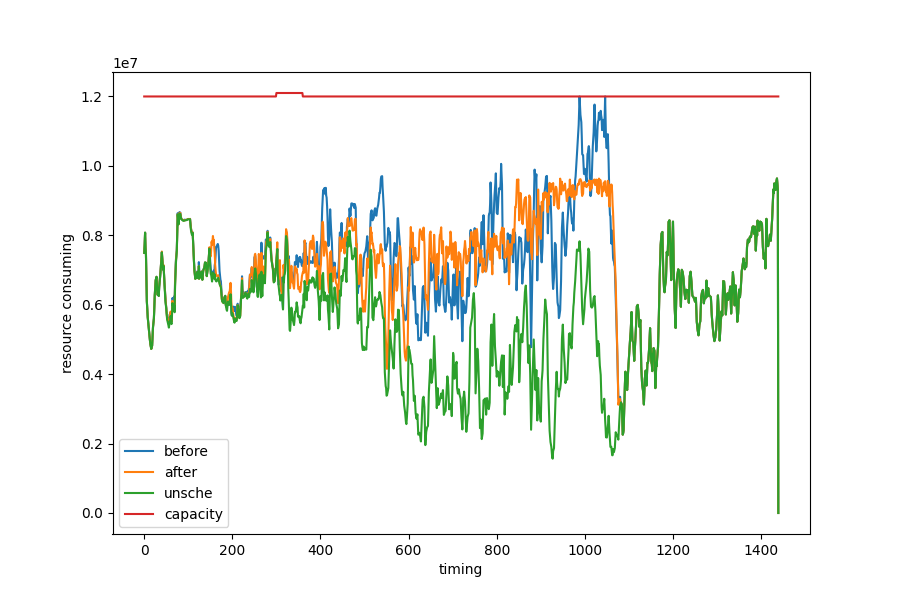 1e7
1.2
1.0
0.8
0.6
0.4
0.2
0.0
resource consuming
before
after
unsche
capacity
0 200 400 600 800 1000 1200 1400
timing